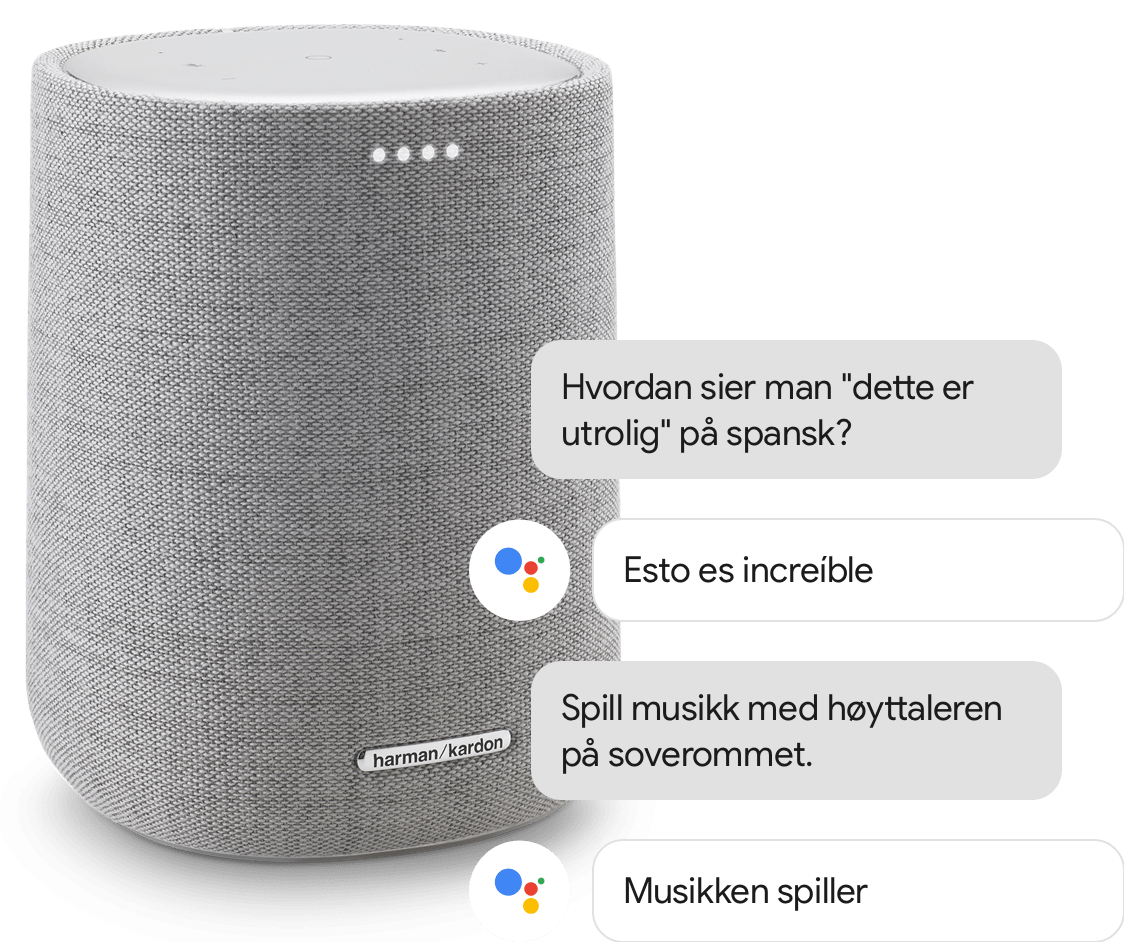 Hvordan sier man "dette er
utrolig" på spansk?
Esto es increíble
harman/kardon
Spill musikk med høyttaleren
på soverommet.
Musikken spiller